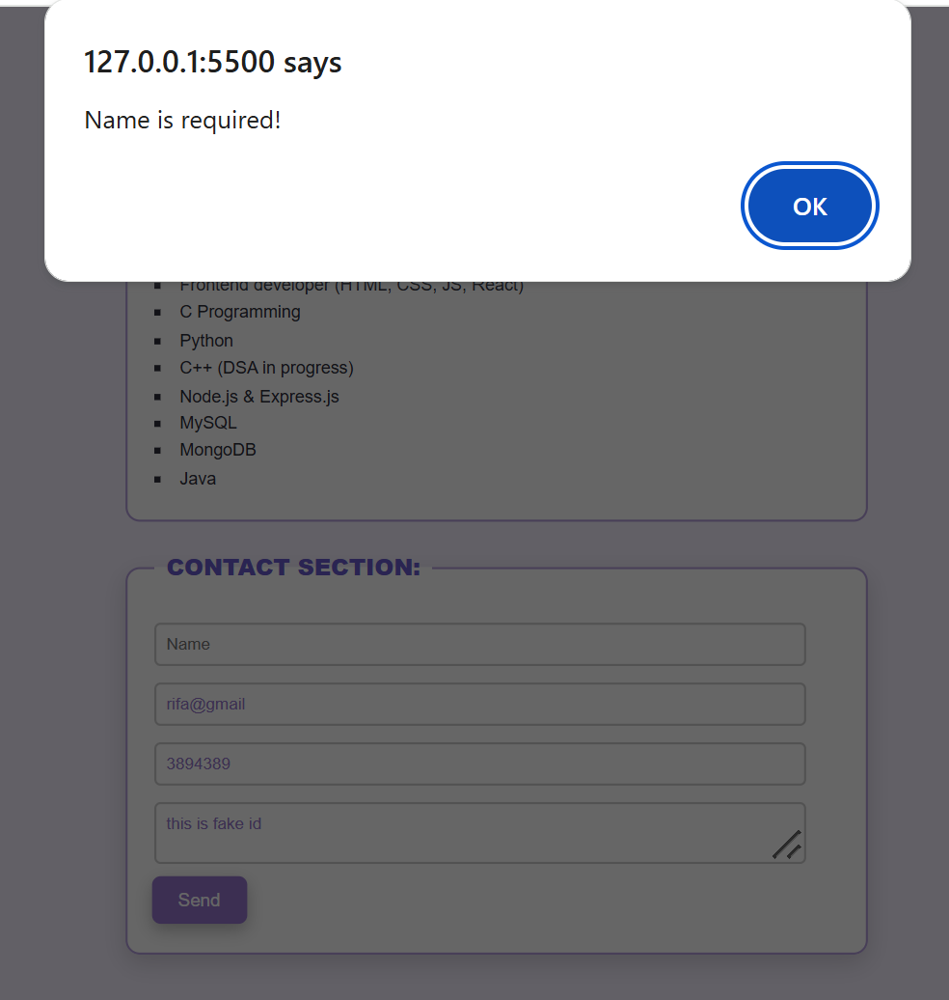 127.0.0.1:5500 says
Name is required!
OK
Frontend developer (HTML, CSS, JS, React)
C Programming
Python
C++ (DSA in progress)
Node.js & Express.js
MySQL
MongoDB
Java
CONTACT SECTION:
Name
rifa@gmail
3894389
this is fake id
Send